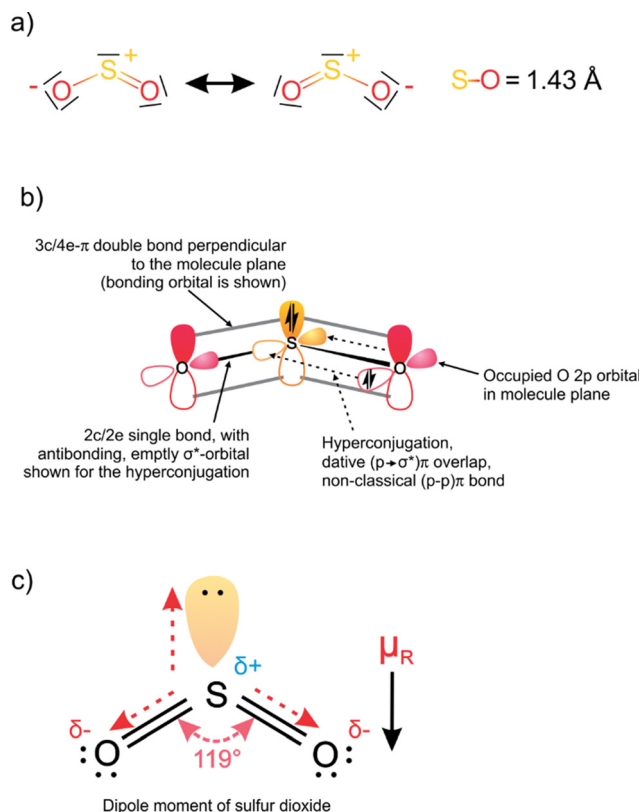 a)
S +
- O O
S +
O O -
S-O = 1.43 Å
b)
3c/4e-π double bond perpendicular
to the molecule plane
(bonding orbital is shown)
S
O
O
Occupied O 2p orbital
in molecule plane
2c/2e single bond, with
antibonding, emptly σ*-orbital
shown for the hyperconjugation
Hyperconjugation,
dative (p→σ*)π overlap,
non-classical (p-p)π bond
c)
δ+
μR
S
δ- δ-
O O
119°
Dipole moment of sulfur dioxide